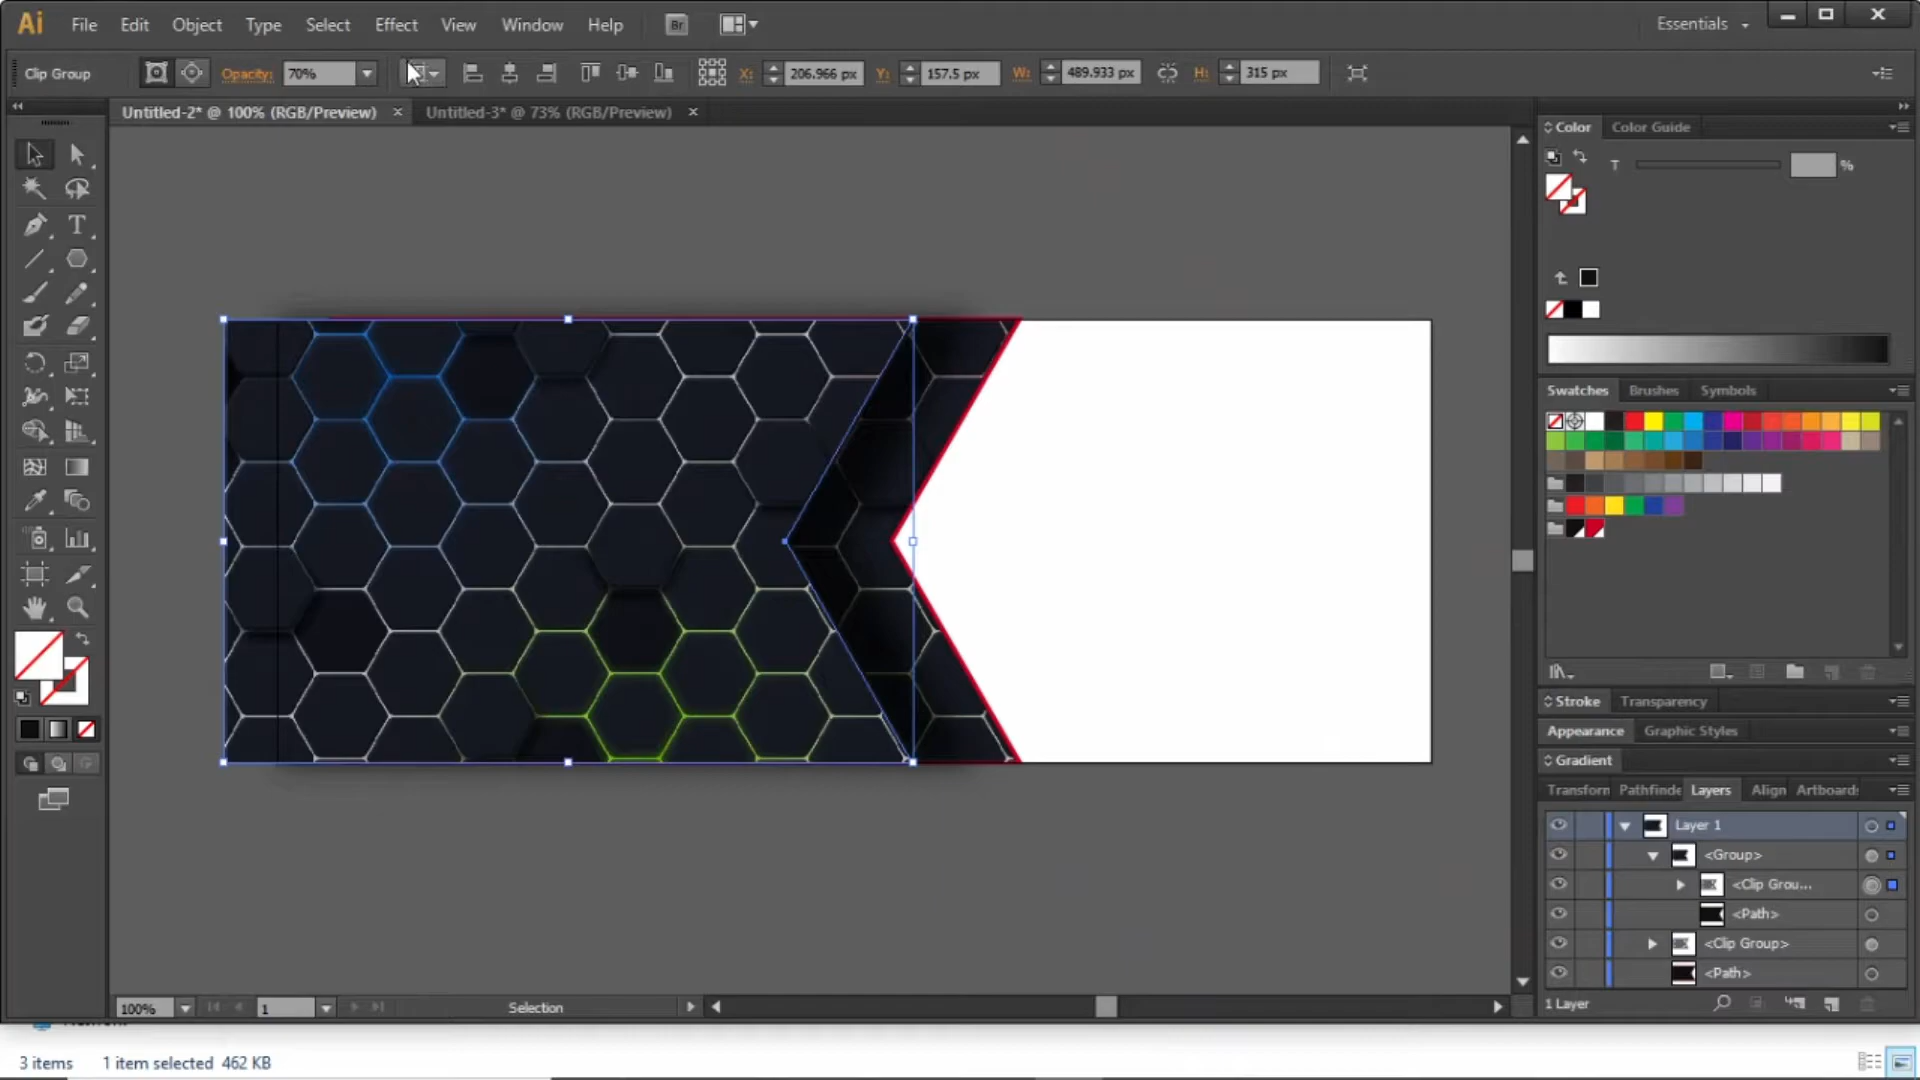 Ai File Edit Object Type Select Effect View Window Help Br Essentials
Clip Group Opacity: 70% X: 206.966 px Y: 157.5 px W: 489.933 px H: 315 px
Untitled-2* @ 100% (RGB/Preview) × Untitled-3* @ 73% (RGB/Preview) ×
Color Color Guide
T %
Swatches Brushes Symbols
Stroke Transparency
Appearance Graphic Styles
Gradient
Transform Pathfinde Layers Align Artboard
Layer 1
<Group>
<Clip Grou...
<Path>
<Clip Group>
<Path>
1 Layer
100% 1 Selection
3 items 1 item selected 462 KB